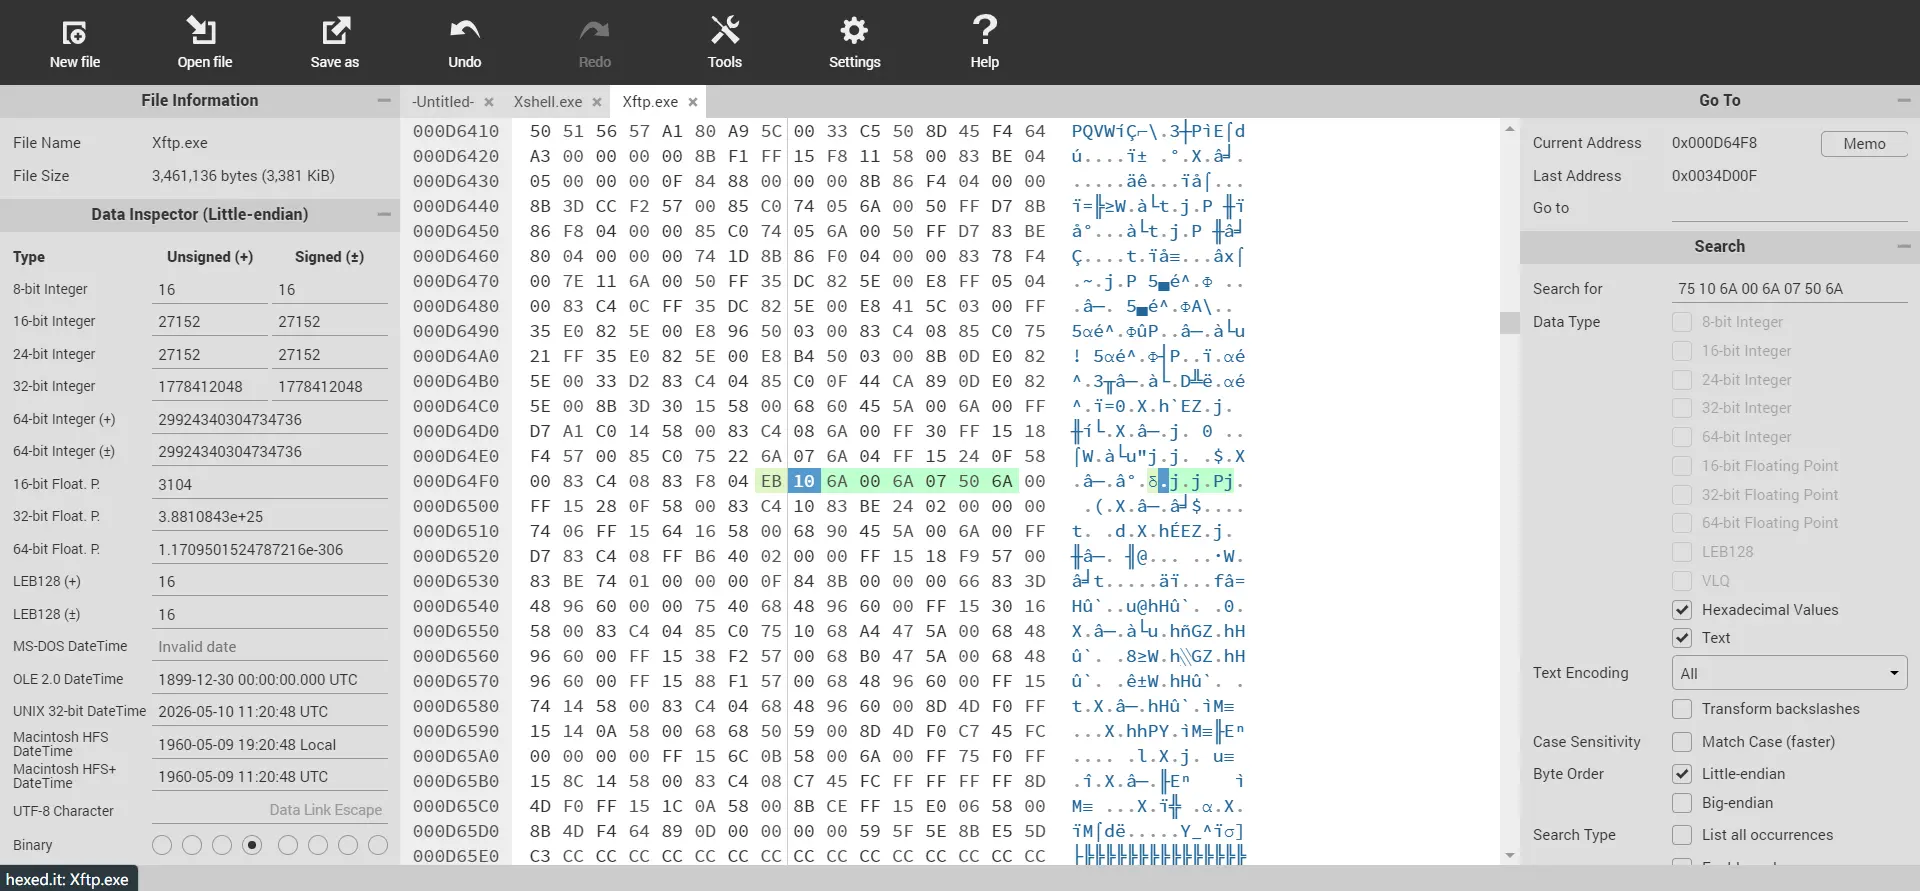 New file Open file Save as Undo Redo Tools Settings Help
File Information
File Name Xftp.exe
File Size 3,461,136 bytes (3,381 KiB)
Data Inspector (Little-endian)
Type Unsigned (+) Signed (±)
8-bit Integer 16 16
16-bit Integer 27152 27152
24-bit Integer 27152 27152
32-bit Integer 1778412048 1778412048
64-bit Integer (+) 29924340304734736
64-bit Integer (±) 29924340304734736
16-bit Float. P. 3104
32-bit Float. P. 3.8810843e+25
64-bit Float. P. 1.1709501524787216e-306
LEB128 (+) 16
LEB128 (±) 16
MS-DOS DateTime Invalid date
OLE 2.0 DateTime 1899-12-30 00:00:00.000 UTC
UNIX 32-bit DateTime 2026-05-10 11:20:48 UTC
Macintosh HFS DateTime 1960-05-09 19:20:48 Local
Macintosh HFS+ DateTime 1960-05-09 11:20:48 UTC
UTF-8 Character Data Link Escape
Binary
hexed.it: Xftp.exe
-Untitled- × Xshell.exe × Xftp.exe ×
000D6410 50 51 56 57 A1 80 A9 5C 00 33 C5 50 8D 45 F4 64
000D6420 A3 00 00 00 00 8B F1 FF 15 F8 11 58 00 83 BE 04
000D6430 05 00 00 00 0F 84 88 00 00 00 8B 86 F4 04 00 00
000D6440 8B 3D CC F2 57 00 85 C0 74 05 6A 00 50 FF D7 8B
000D6450 86 F8 04 00 00 85 C0 74 05 6A 00 50 FF D7 83 BE
000D6460 80 04 00 00 00 74 1D 8B 86 F0 04 00 00 83 78 F4
000D6470 00 7E 11 6A 00 50 FF 35 DC 82 5E 00 E8 FF 05 04
000D6480 00 83 C4 0C FF 35 DC 82 5E 00 E8 41 5C 03 00 FF
000D6490 35 E0 82 5E 00 E8 96 50 03 00 83 C4 08 85 C0 75
000D64A0 21 FF 35 E0 82 5E 00 E8 B4 50 03 00 8B 0D E0 82
000D64B0 5E 00 33 D2 83 C4 04 85 C0 0F 44 CA 89 0D E0 82
000D64C0 5E 00 8B 3D 30 15 58 00 68 60 45 5A 00 6A 00 FF
000D64D0 D7 A1 C0 14 58 00 83 C4 08 6A 00 FF 30 FF 15 18
000D64E0 F4 57 00 85 C0 75 22 6A 07 6A 04 FF 15 24 0F 58
000D64F0 00 83 C4 08 83 F8 04 EB 10 6A 00 6A 07 50 6A 00
000D6500 FF 15 28 0F 58 00 83 C4 10 83 BE 24 02 00 00 00
000D6510 74 06 FF 15 64 16 58 00 68 90 45 5A 00 6A 00 FF
000D6520 D7 83 C4 08 FF B6 40 02 00 00 FF 15 18 F9 57 00
000D6530 83 BE 74 01 00 00 00 0F 84 8B 00 00 00 66 83 3D
000D6540 48 96 60 00 00 75 40 68 48 96 60 00 FF 15 30 16
000D6550 58 00 83 C4 04 85 C0 75 10 68 A4 47 5A 00 68 48
000D6560 96 60 00 FF 15 38 F2 57 00 68 B0 47 5A 00 68 48
000D6570 96 60 00 FF 15 88 F1 57 00 68 48 96 60 00 FF 15
000D6580 74 14 58 00 83 C4 04 68 48 96 60 00 8D 4D F0 FF
000D6590 15 14 0A 58 00 68 68 50 59 00 8D 4D F0 C7 45 FC
000D65A0 00 00 00 00 FF 15 6C 0B 58 00 6A 00 FF 75 F0 FF
000D65B0 15 8C 14 58 00 83 C4 08 C7 45 FC FF FF FF FF 8D
000D65C0 4D F0 FF 15 1C 0A 58 00 8B CE FF 15 E0 06 58 00
000D65D0 8B 4D F4 64 89 0D 00 00 00 00 59 5F 5E 8B E5 5D
000D65E0 C3 CC CC CC CC CC CC CC CC CC CC CC CC CC CC CC
Go To
Current Address 0x000D64F8 Memo
Last Address 0x0034D00F
Go to
Search
Search for 75 10 6A 00 6A 07 50 6A
Data Type 8-bit Integer
16-bit Integer
24-bit Integer
32-bit Integer
64-bit Integer
16-bit Floating Point
32-bit Floating Point
64-bit Floating Point
LEB128
VLQ
Hexadecimal Values
Text
Text Encoding All
Transform backslashes
Case Sensitivity Match Case (faster)
Byte Order Little-endian
Big-endian
Search Type List all occurrences